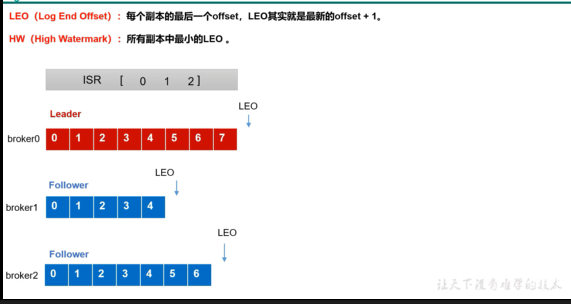 LEO（Log End Offset）：每个副本的最后一个offset，LEO其实就是最新的offset + 1。
HW（High Watermark）：所有副本中最小的LEO 。
ISR [ 0 1 2 ]
LEO
Leader
broker0 0 1 2 3 4 5 6 7
LEO
Follower
broker1 0 1 2 3 4
LEO
Follower
broker2 0 1 2 3 4 5 6
让天下没有难学的技术